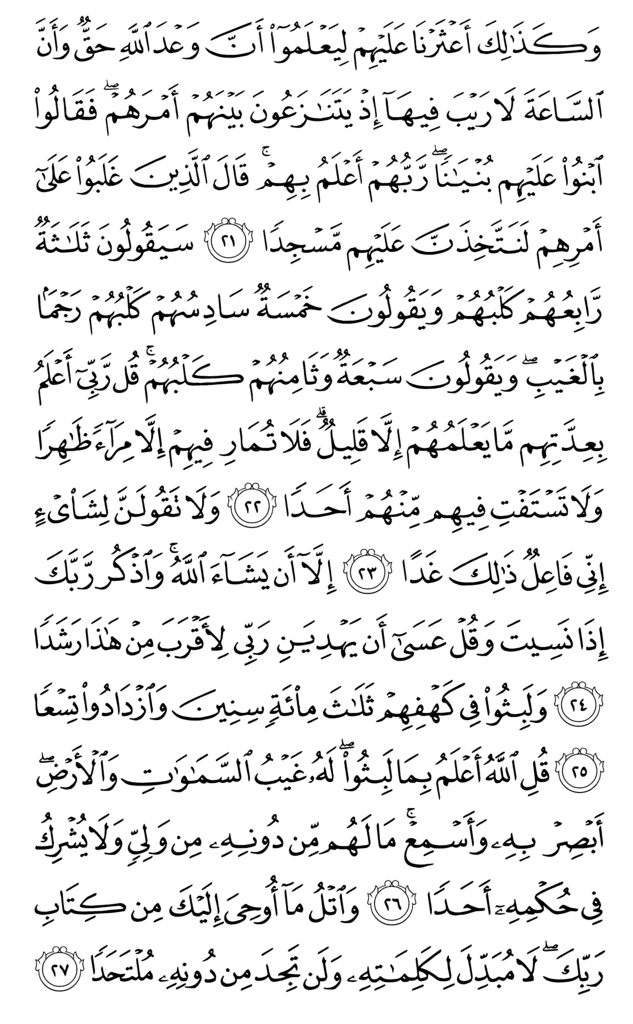 وَكَذَٰلِكَ أَعْثَرْنَا عَلَيْهِمْ لِيَعْلَمُوٓا۟ أَنَّ وَعْدَ ٱللَّهِ حَقٌّ وَأَنَّ
ٱلسَّاعَةَ لَا رَيْبَ فِيهَآ إِذْ يَتَنَـٰزَعُونَ بَيْنَهُمْ أَمْرَهُمْ ۖ فَقَالُوا۟
ٱبْنُوا۟ عَلَيْهِم بُنْيَـٰنًا ۖ رَّبُّهُمْ أَعْلَمُ بِهِمْ ۚ قَالَ ٱلَّذِينَ غَلَبُوا۟ عَلَىٰٓ
أَمْرِهِمْ لَنَتَّخِذَنَّ عَلَيْهِم مَّسْجِدًا ٢١ سَيَقُولُونَ ثَلَـٰثَةٌ
رَّابِعُهُمْ كَلْبُهُمْ وَيَقُولُونَ خَمْسَةٌ سَادِسُهُمْ كَلْبُهُمْ رَجْمًۢا
بِٱلْغَيْبِ ۖ وَيَقُولُونَ سَبْعَةٌ وَثَامِنُهُمْ كَلْبُهُمْ ۚ قُل رَّبِّىٓ أَعْلَمُ
بِعِدَّتِهِم مَّا يَعْلَمُهُمْ إِلَّا قَلِيلٌ ۗ فَلَا تُمَارِ فِيهِمْ إِلَّا مِرَآءً ظَـٰهِرًا
وَلَا تَسْتَفْتِ فِيهِم مِّنْهُمْ أَحَدًا ٢٢ وَلَا تَقُولَنَّ لِشَا۟ىْءٍ
إِنِّى فَاعِلٌ ذَٰلِكَ غَدًا ٢٣ إِلَّآ أَن يَشَآءَ ٱللَّهُ ۚ وَٱذْكُر رَّبَّكَ
إِذَا نَسِيتَ وَقُلْ عَسَىٰٓ أَن يَهْدِيَنِ رَبِّى لِأَقْرَبَ مِنْ هَـٰذَا رَشَدًا
٢٤ وَلَبِثُوا۟ فِى كَهْفِهِمْ ثَلَـٰثَ مِا۟ئَةٍ سِنِينَ وَٱزْدَادُوا۟ تِسْعًا
٢٥ قُلِ ٱللَّهُ أَعْلَمُ بِمَا لَبِثُوا۟ ۖ لَهُۥ غَيْبُ ٱلسَّمَـٰوَٰتِ وَٱلْأَرْضِ ۖ
أَبْصِرْ بِهِۦ وَأَسْمِعْ ۚ مَا لَهُم مِّن دُونِهِۦ مِن وَلِىٍّ وَلَا يُشْرِكُ
فِى حُكْمِهِۦٓ أَحَدًا ٢٦ وَٱتْلُ مَآ أُوحِىَ إِلَيْكَ مِن كِتَابِ
رَبِّكَ ۖ لَا مُبَدِّلَ لِكَلِمَـٰتِهِۦ وَلَن تَجِدَ مِن دُونِهِۦ مُلْتَحَدًا ٢٧